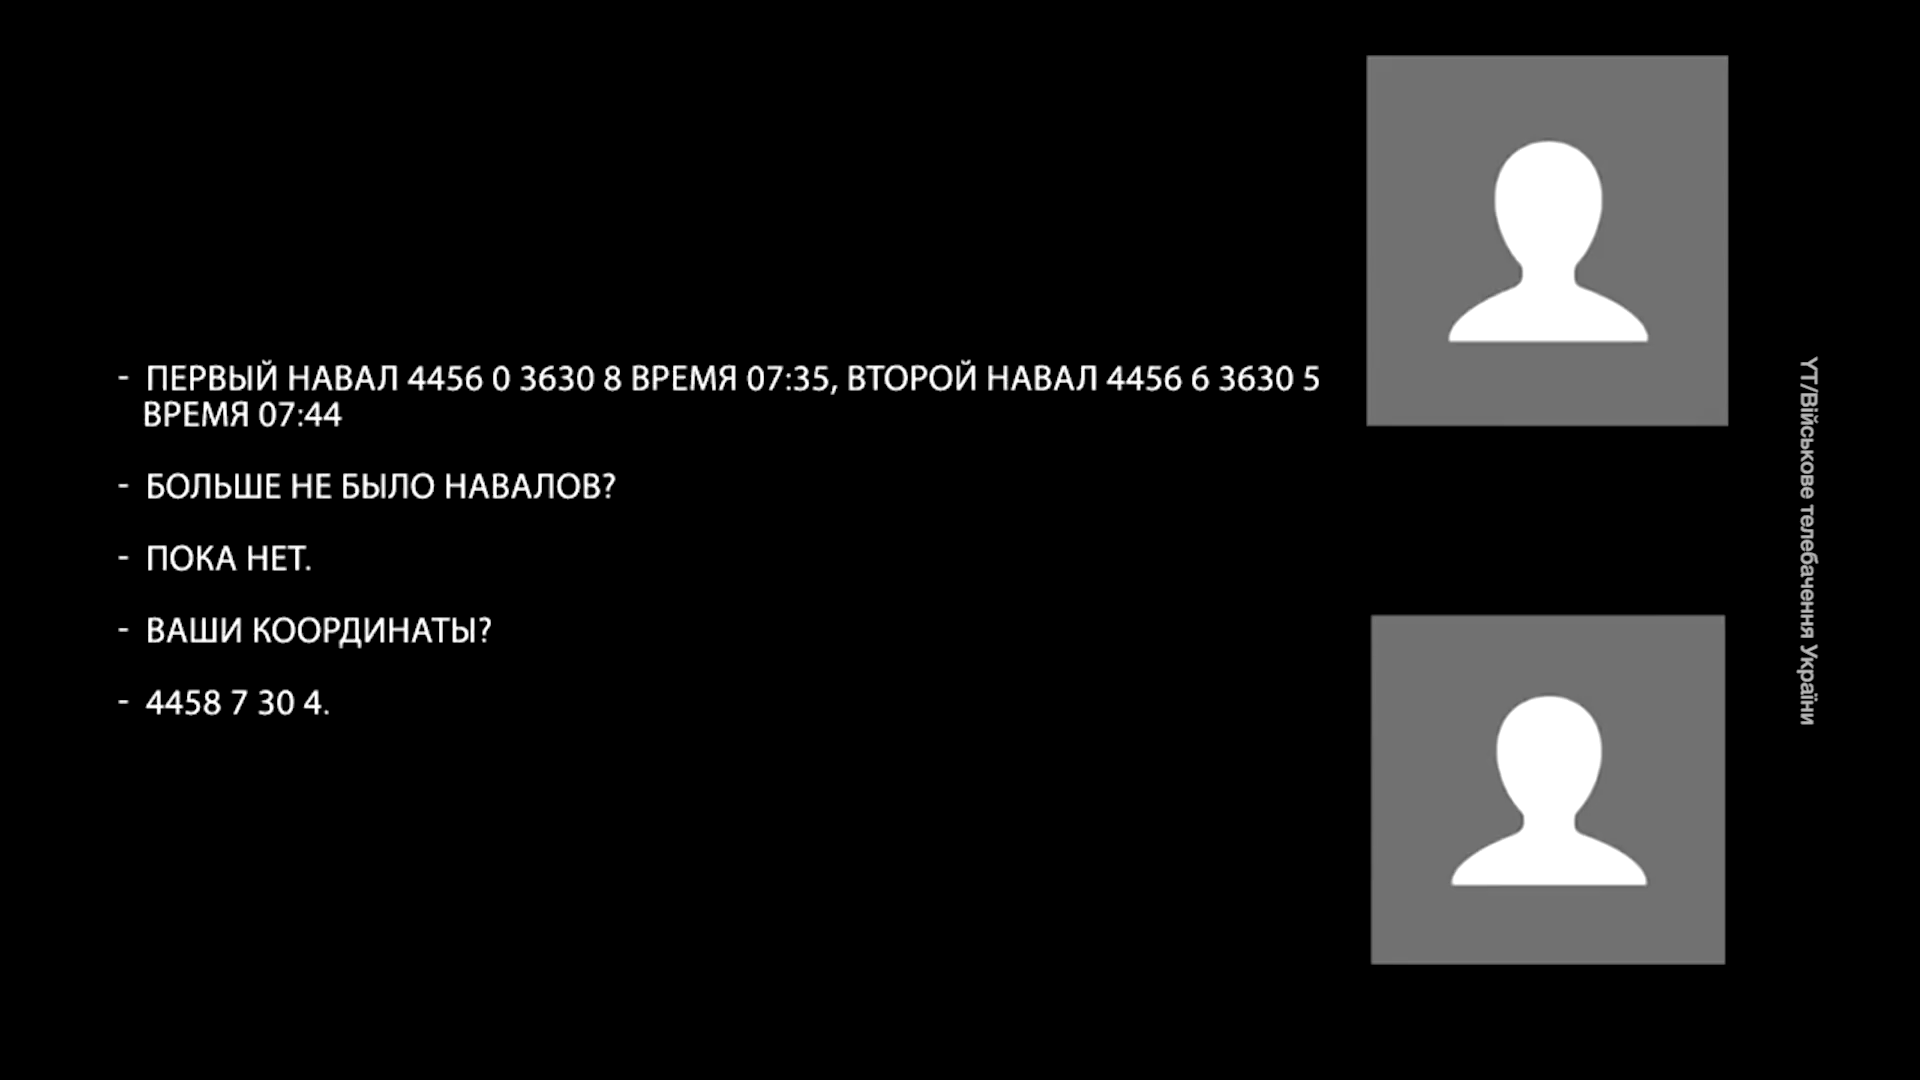 - ПЕРВЫЙ НАВАЛ 4456 0 3630 8 ВРЕМЯ 07:35, ВТОРОЙ НАВАЛ 4456 6 3630 5
ВРЕМЯ 07:44
- БОЛЬШЕ НЕ БЫЛО НАВАЛОВ?
- ПОКА НЕТ.
- ВАШИ КООРДИНАТЫ?
- 4458 7 30 4.
YT/Військове телебачення України